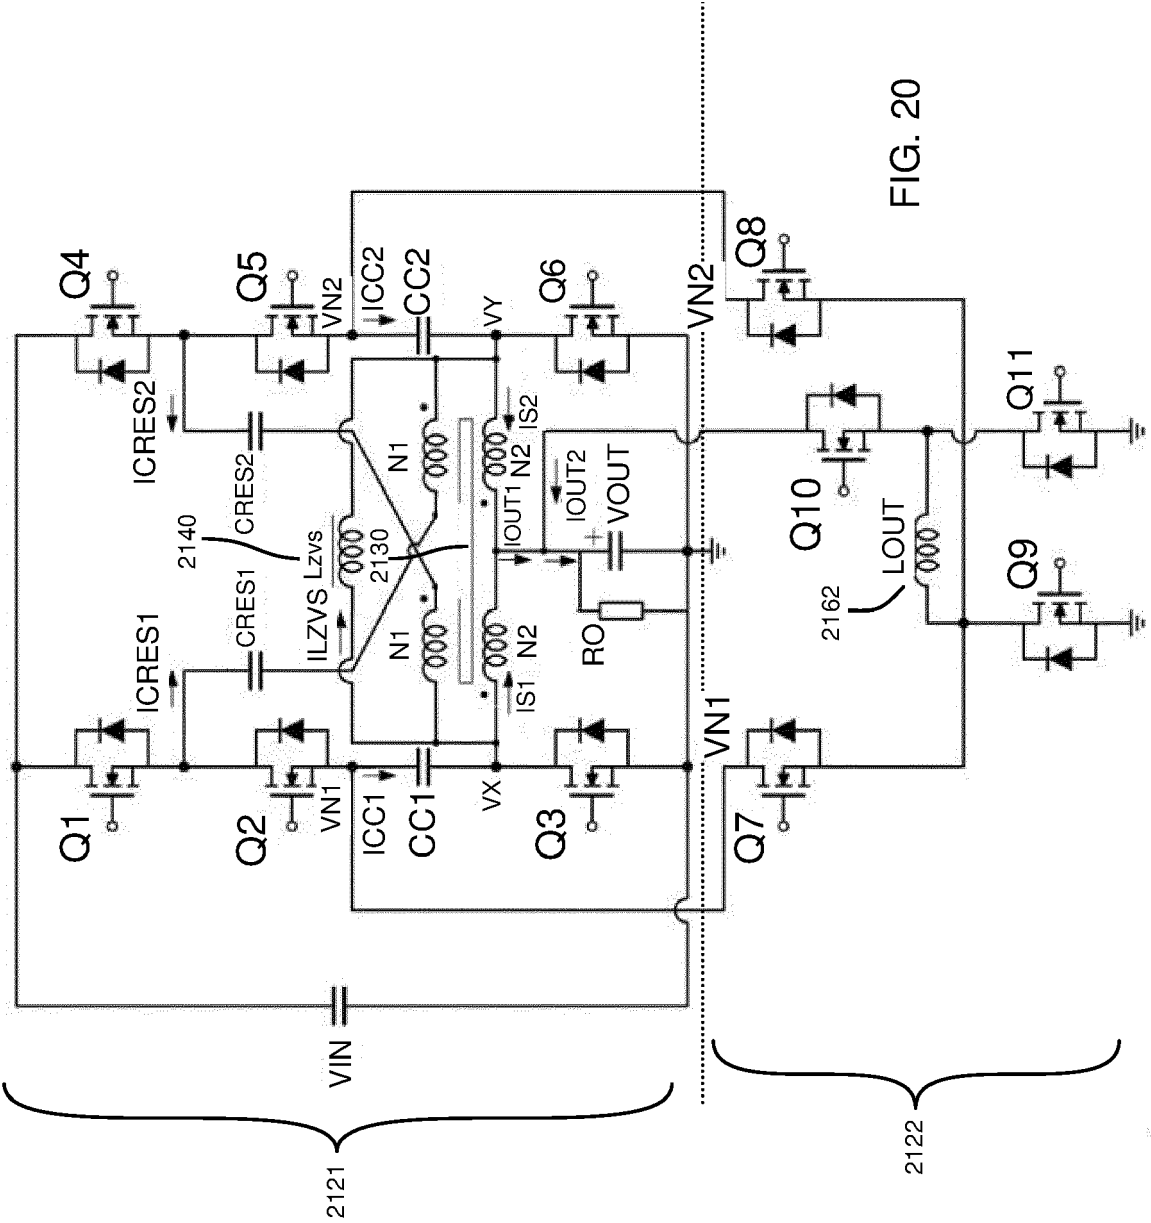 Q4
Q5
VN2
ICC2
CC2
VY
Q6
VN2
Q8
FIG. 20
ICRES2
CRES2
N1
N2
IS2
IOUT1
IOUT2
+
VOUT
Q10
Q11
2140
Lzvs
2130
ICRES1
CRES1
ILZVS
N1
N2
IS1
RO
2162
LOUT
Q9
Q1
Q2
VN1
ICC1
CC1
VX
Q3
VN1
Q7
VIN
2121
2122